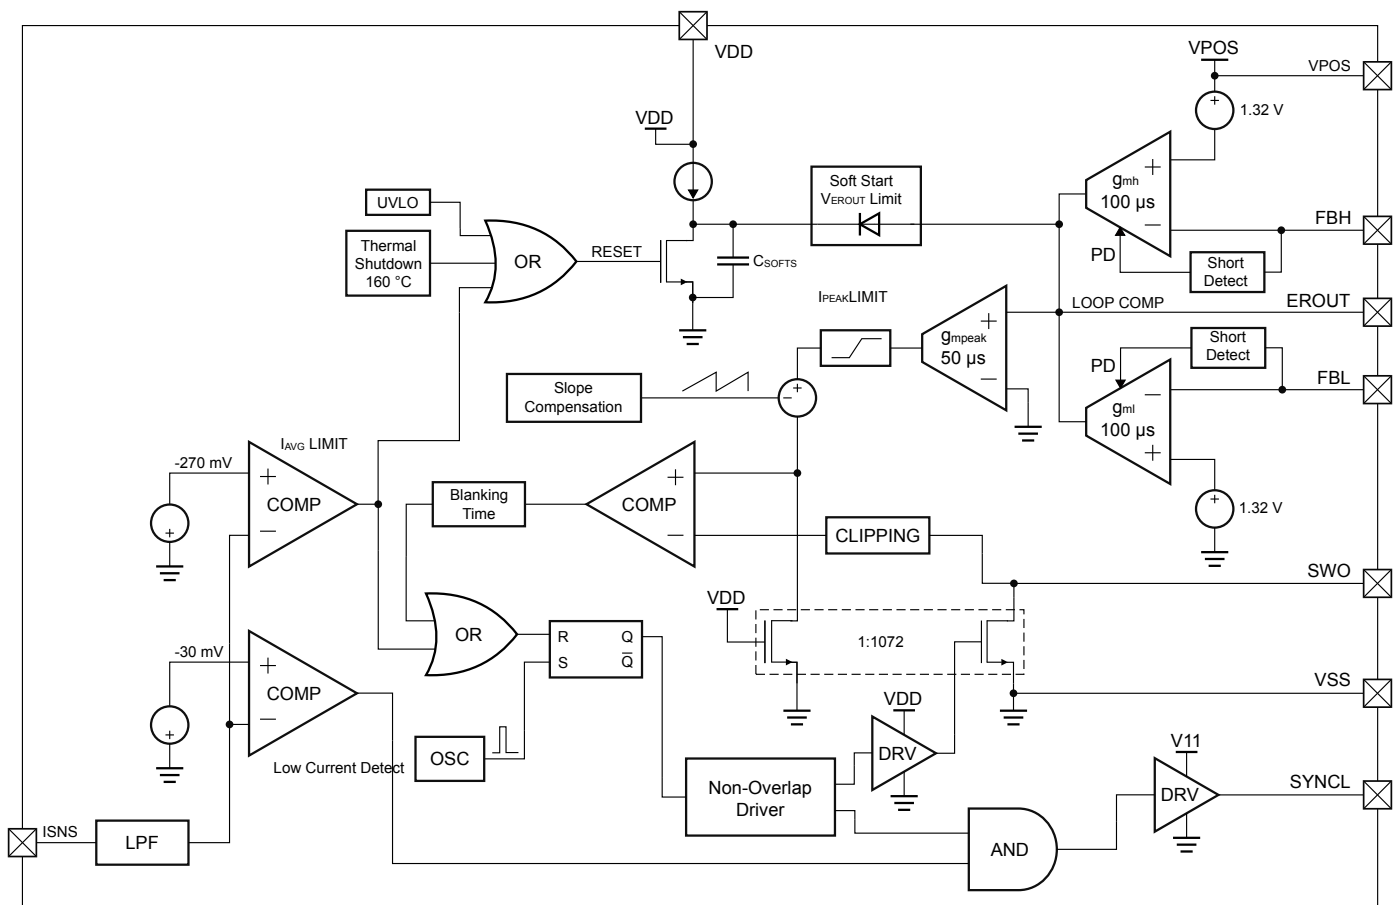 VDD
VPOS
VPOS
+
1.32 V
VDD
+
gmh
100 µs
−
Soft Start
VEROUT Limit
UVLO
FBH
Thermal
Shutdown
160 °C
OR
RESET
CSOFTS
PD
Short
Detect
IPEAKLIMIT
LOOP COMP
EROUT
+
gmpeak
50 µs
−
Short
Detect
PD
FBL
Slope
Compensation
+
−
−
gml
100 µs
+
IAVG LIMIT
-270 mV
+
COMP
−
Blanking
Time
+
COMP
−
+
1.32 V
+
CLIPPING
SWO
VDD
1:1072
OR
R
Q
S
Q
-30 mV
+
COMP
−
+
VSS
VDD
DRV
V11
OSC
Low Current Detect
Non-Overlap
Driver
DRV
SYNCL
ISNS
LPF
AND